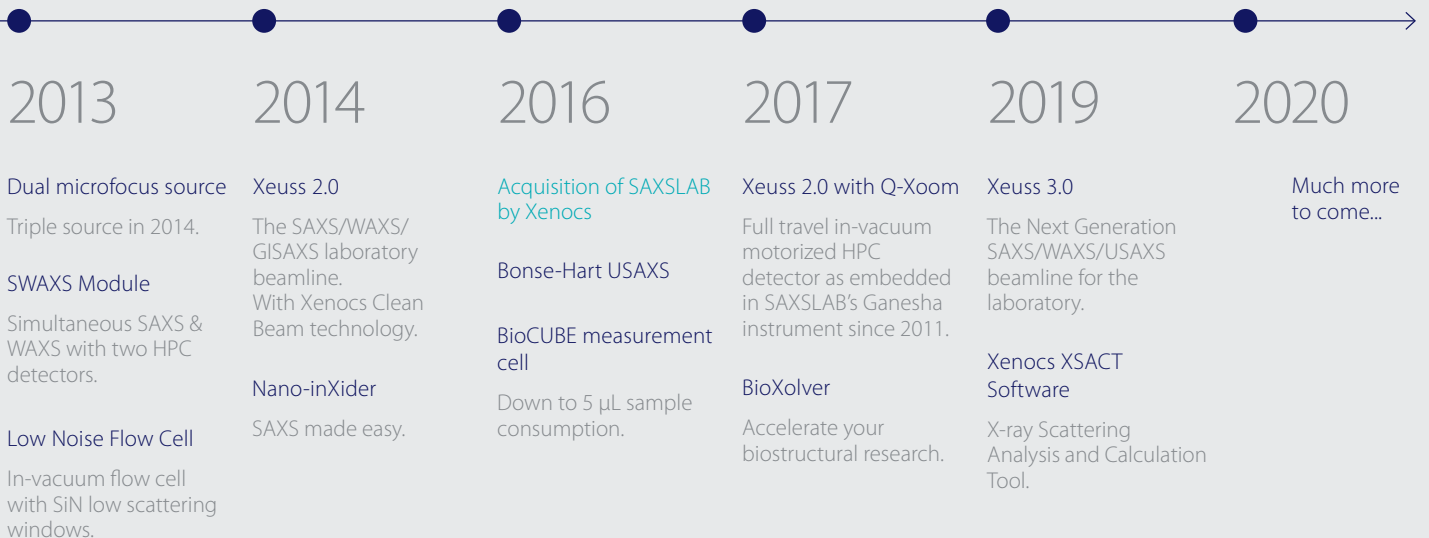 2013
Dual microfocus source
Triple source in 2014.
SWAXS Module
Simultaneous SAXS &
WAXS with two HPC
detectors.
Low Noise Flow Cell
In-vacuum flow cell
with SiN low scattering
windows.
2014
Xeuss 2.0
The SAXS/WAXS/
GISAXS laboratory
beamline.
With Xenocs Clean
Beam technology.
Nano-inXider
SAXS made easy.
2016
Acquisition of SAXSLAB
by Xenocs
Bonse-Hart USAXS
BioCUBE measurement
cell
Down to 5 µL sample
consumption.
2017
Xeuss 2.0 with Q-Xoom
Full travel in-vacuum
motorized HPC
detector as embedded
in SAXSLAB's Ganesha
instrument since 2011.
BioXolver
Accelerate your
biostructural research.
2019
Xeuss 3.0
The Next Generation
SAXS/WAXS/USAXS
beamline for the
laboratory.
Xenocs XSACT
Software
X-ray Scattering
Analysis and Calculation
Tool.
2020
Much more
to come...